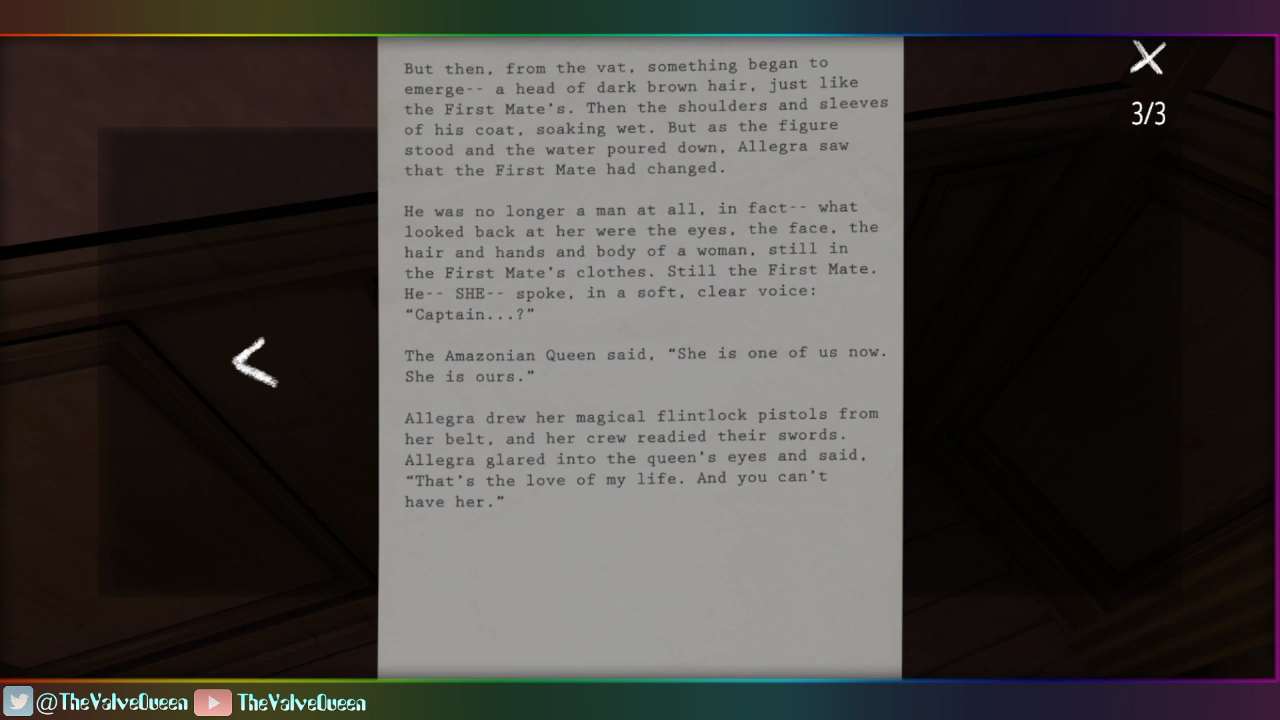 But then, from the vat, something began to
emerge-- a head of dark brown hair, just like
the First Mate's. Then the shoulders and sleeves
of his coat, soaking wet. But as the figure
stood and the water poured down, Allegra saw
that the First Mate had changed.
He was no longer a man at all, in fact-- what
looked back at her were the eyes, the face, the
hair and hands and body of a woman, still in
the First Mate's clothes. Still the First Mate.
He-- SHE-- spoke, in a soft, clear voice:
"Captain...?"
The Amazonian Queen said, "She is one of us now.
She is ours."
Allegra drew her magical flintlock pistols from
her belt, and her crew readied their swords.
Allegra glared into the queen's eyes and said,
"That's the love of my life. And you can't
have her."
3/3
@TheValveQueen TheValveQueen